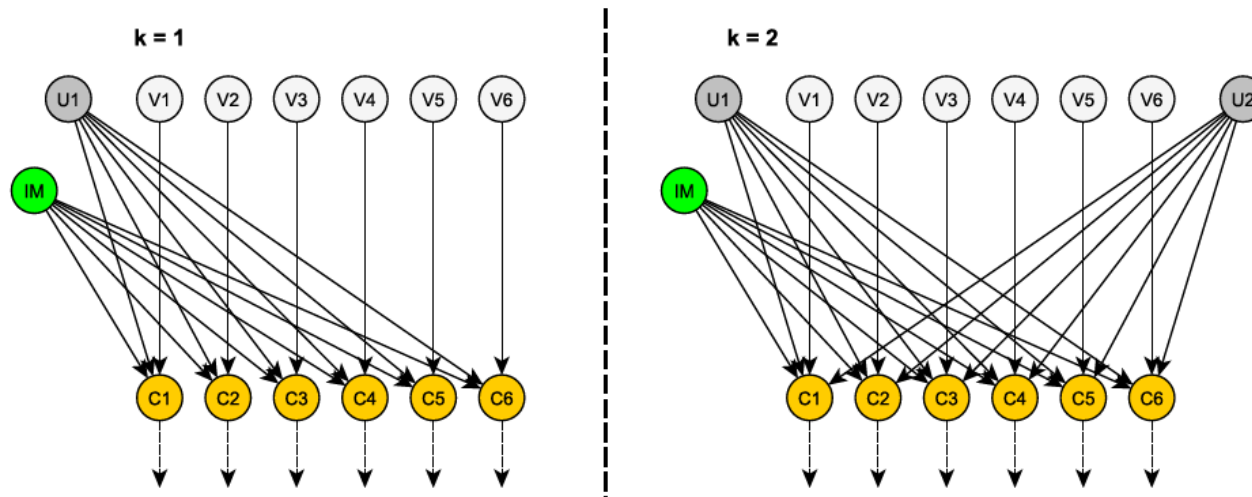 k = 1
k = 2
U1 V1 V2 V3 V4 V5 V6
U1 V1 V2 V3 V4 V5 V6 U2
IM
IM
C1 C2 C3 C4 C5 C6
C1 C2 C3 C4 C5 C6